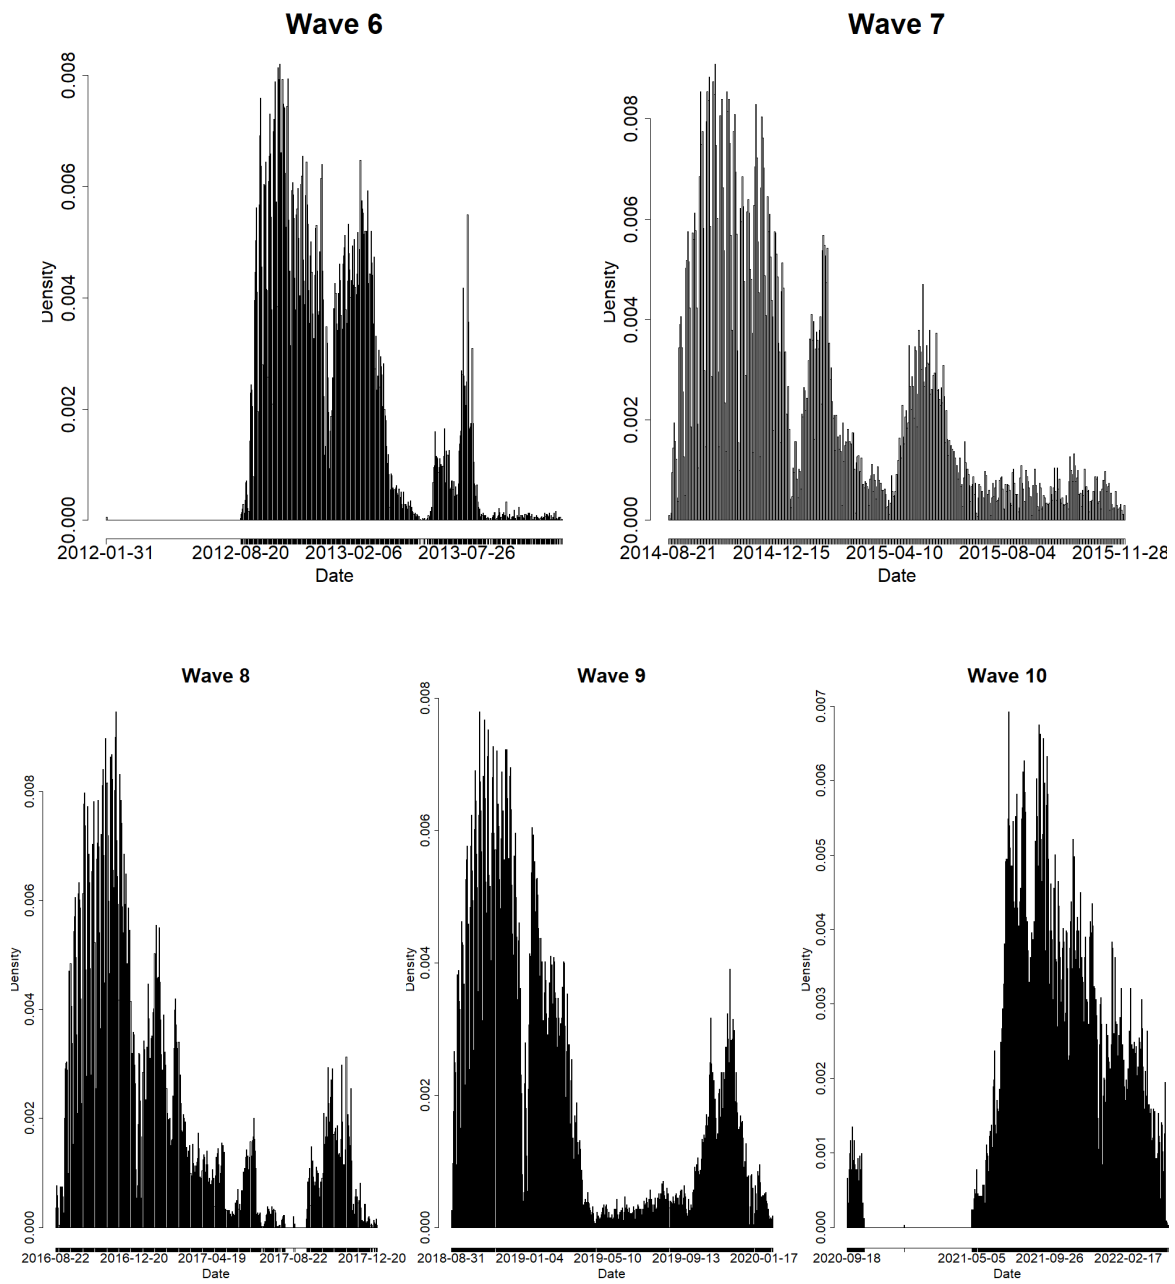 Wave 6
Density
0.000 0.002 0.004 0.006 0.008
2012-01-31 2012-08-20 2013-02-06 2013-07-26
Date
Wave 7
Density
0.000 0.002 0.004 0.006 0.008
2014-08-21 2014-12-15 2015-04-10 2015-08-04 2015-11-28
Date
Wave 8
Density
0.000 0.002 0.004 0.006 0.008
2016-08-22 2016-12-20 2017-04-19 2017-08-22 2017-12-20
Date
Wave 9
Density
0.000 0.002 0.004 0.006 0.008
2018-08-31 2019-01-04 2019-05-10 2019-09-13 2020-01-17
Date
Wave 10
Density
0.000 0.001 0.002 0.003 0.004 0.005 0.006 0.007
2020-09-18 2021-05-05 2021-09-26 2022-02-17
Date